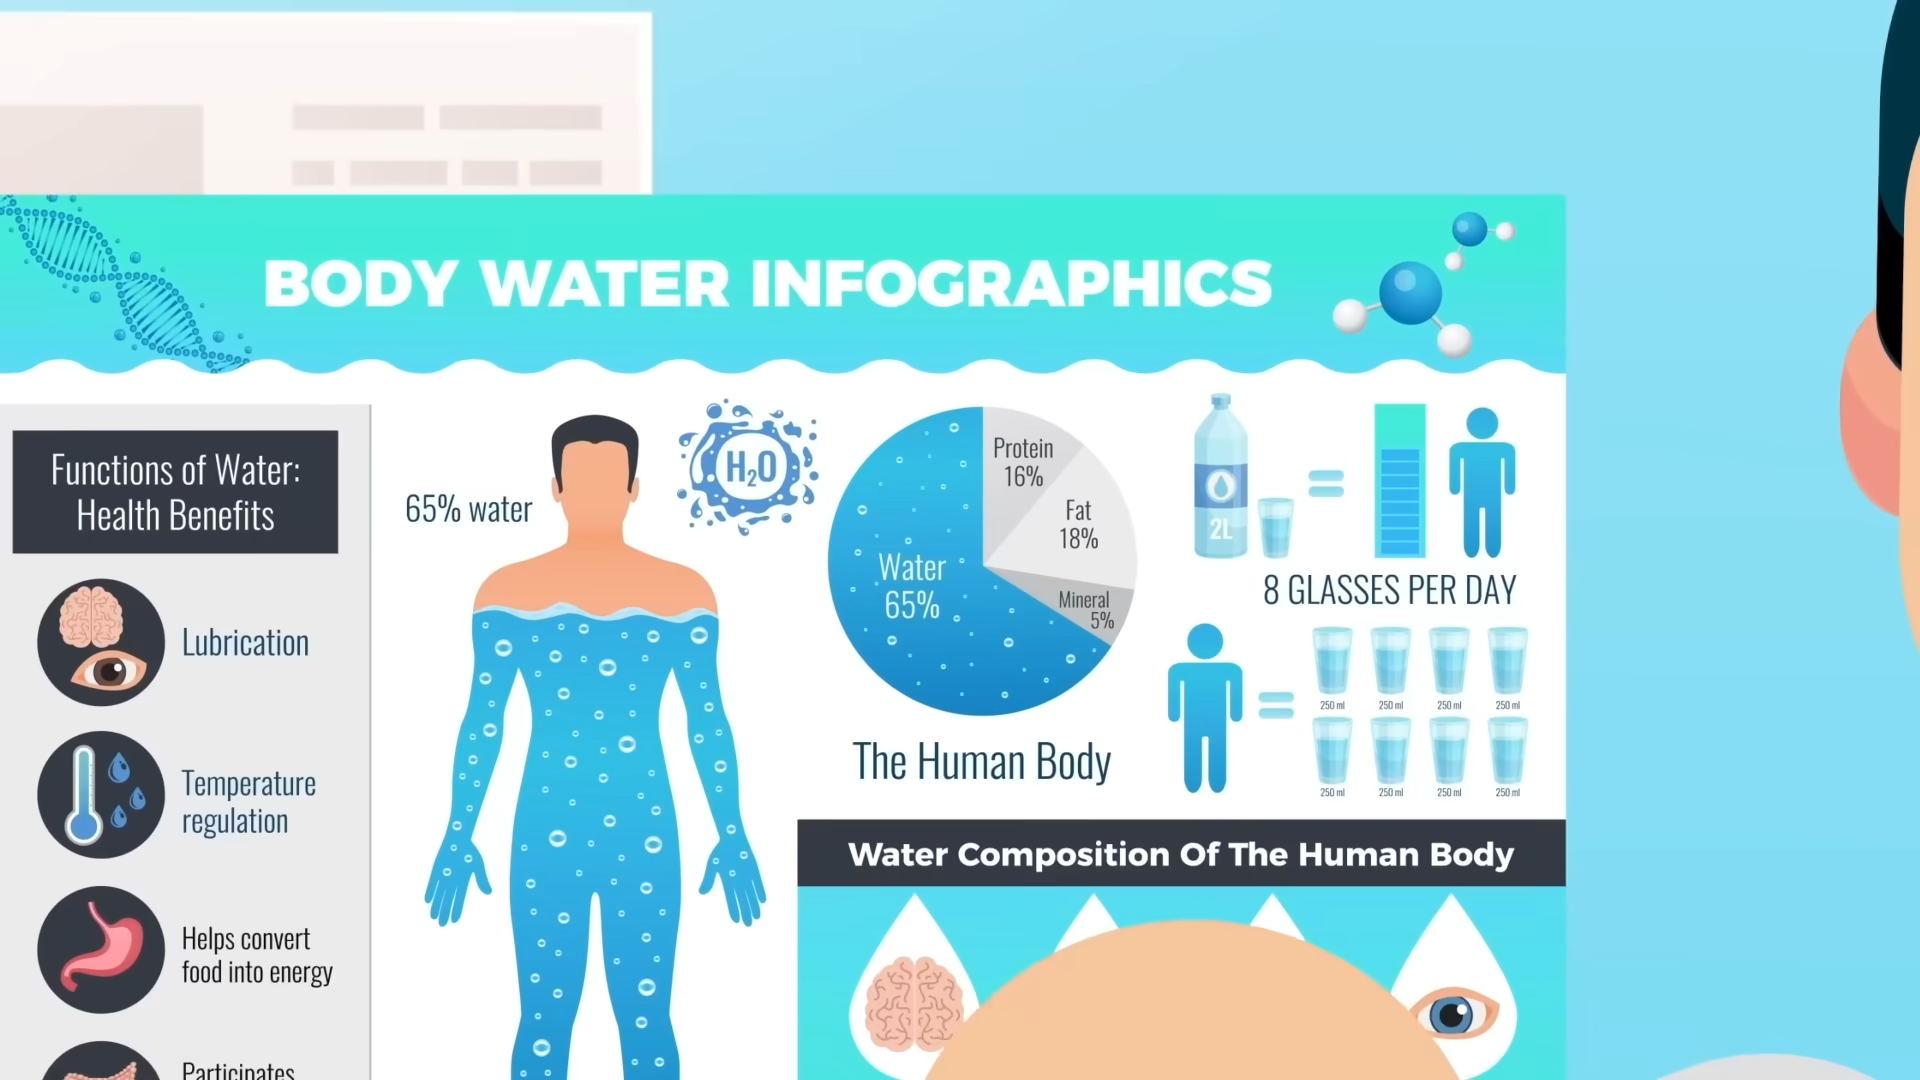 BODY WATER INFOGRAPHICS
Functions of Water:
Health Benefits
Lubrication
Temperature
regulation
Helps convert
food into energy
Participates
65% water
H₂O
Protein
16%
Fat
18%
Mineral
5%
Water
65%
The Human Body
2L
8 GLASSES PER DAY
250 ml 250 ml 250 ml 250 ml
250 ml 250 ml 250 ml 250 ml
Water Composition Of The Human Body